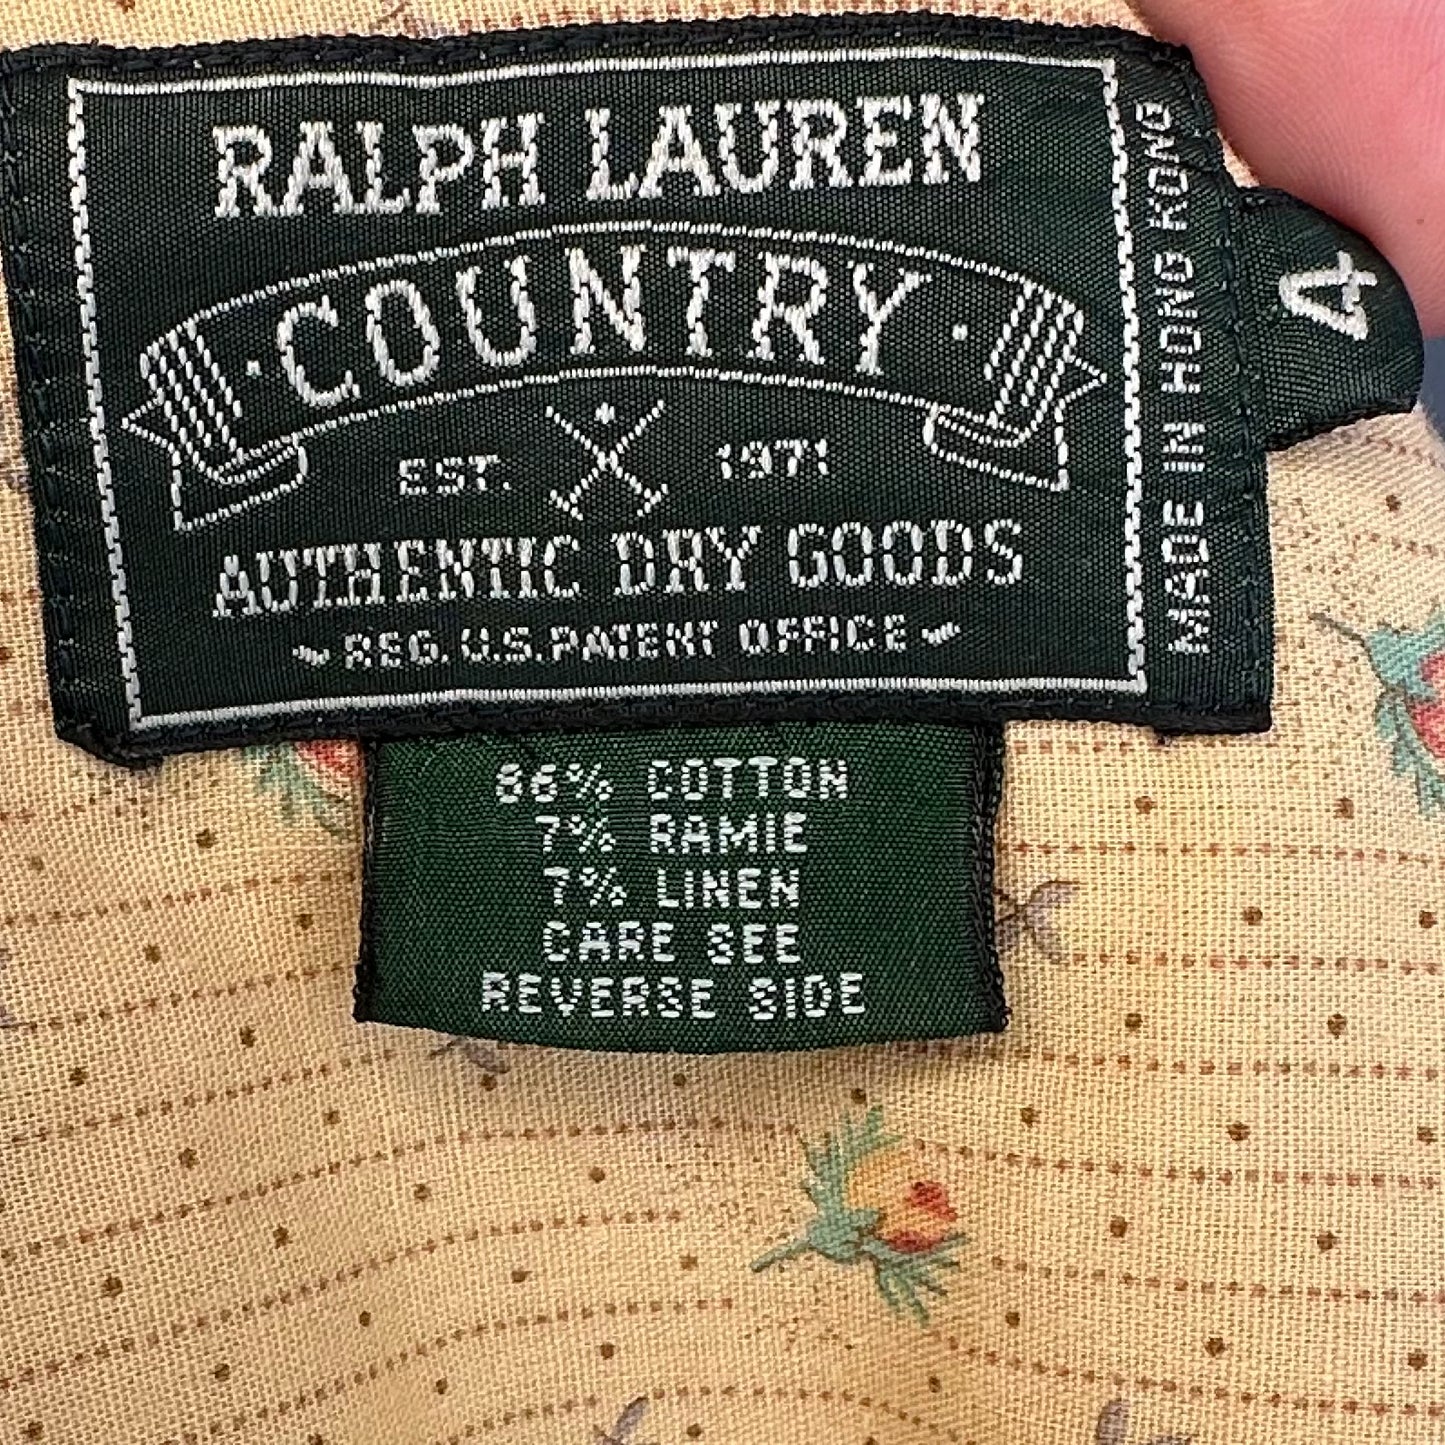 RALPH LAUREN
· COUNTRY ·
EST. 1971
AUTHENTIC DRY GOODS
REG. U.S. PATENT OFFICE
MADE IN HONG KONG
4
86% COTTON
7% RAMIE
7% LINEN
CARE SEE
REVERSE SIDE